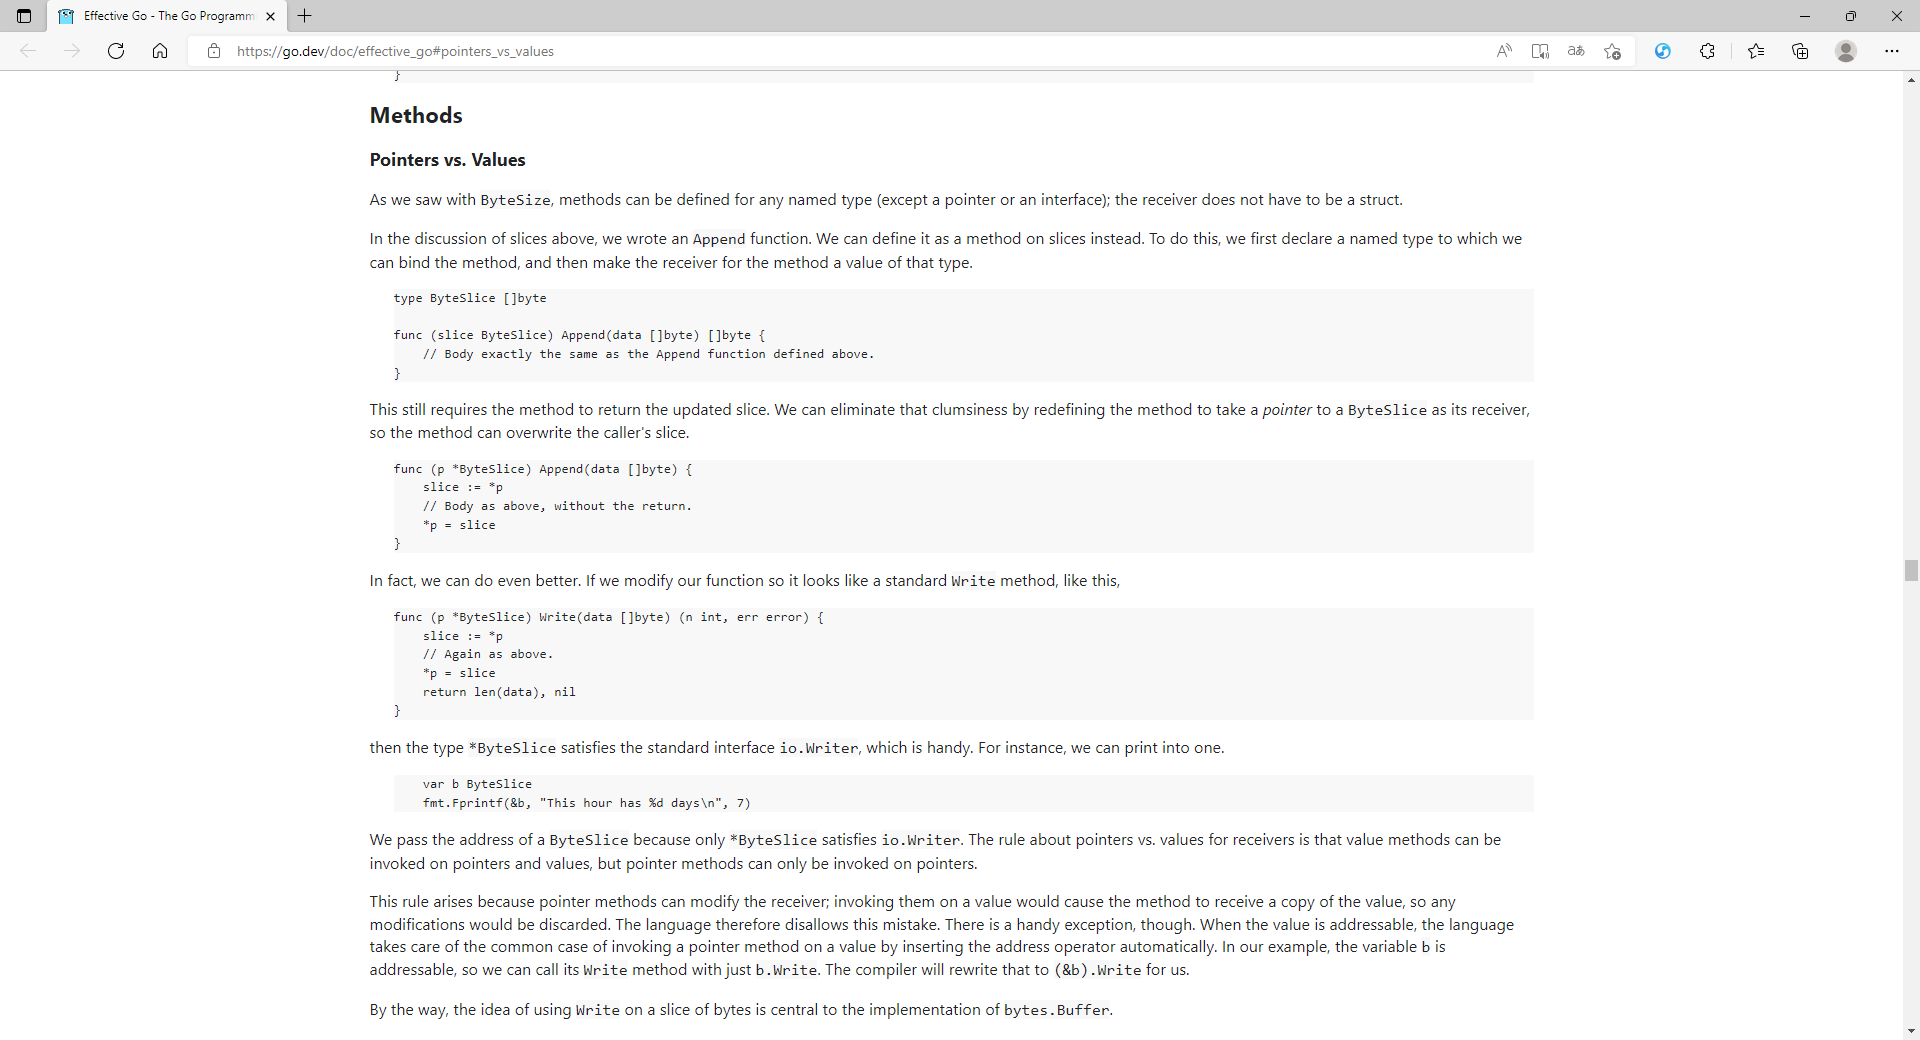 Effective Go - The Go Programm
https://go.dev/doc/effective_go#pointers_vs_values
}
Methods
Pointers vs. Values
As we saw with ByteSize, methods can be defined for any named type (except a pointer or an interface); the receiver does not have to be a struct.
In the discussion of slices above, we wrote an Append function. We can define it as a method on slices instead. To do this, we first declare a named type to which we
can bind the method, and then make the receiver for the method a value of that type.
type ByteSlice []byte
func (slice ByteSlice) Append(data []byte) []byte {
    // Body exactly the same as the Append function defined above.
}
This still requires the method to return the updated slice. We can eliminate that clumsiness by redefining the method to take a pointer to a ByteSlice as its receiver,
so the method can overwrite the caller's slice.
func (p *ByteSlice) Append(data []byte) {
    slice := *p
    // Body as above, without the return.
    *p = slice
}
In fact, we can do even better. If we modify our function so it looks like a standard Write method, like this,
func (p *ByteSlice) Write(data []byte) (n int, err error) {
    slice := *p
    // Again as above.
    *p = slice
    return len(data), nil
}
then the type *ByteSlice satisfies the standard interface io.Writer, which is handy. For instance, we can print into one.
    var b ByteSlice
    fmt.Fprintf(&b, "This hour has %d days\n", 7)
We pass the address of a ByteSlice because only *ByteSlice satisfies io.Writer. The rule about pointers vs. values for receivers is that value methods can be
invoked on pointers and values, but pointer methods can only be invoked on pointers.
This rule arises because pointer methods can modify the receiver; invoking them on a value would cause the method to receive a copy of the value, so any
modifications would be discarded. The language therefore disallows this mistake. There is a handy exception, though. When the value is addressable, the language
takes care of the common case of invoking a pointer method on a value by inserting the address operator automatically. In our example, the variable b is
addressable, so we can call its Write method with just b.Write. The compiler will rewrite that to (&b).Write for us.
By the way, the idea of using Write on a slice of bytes is central to the implementation of bytes.Buffer.